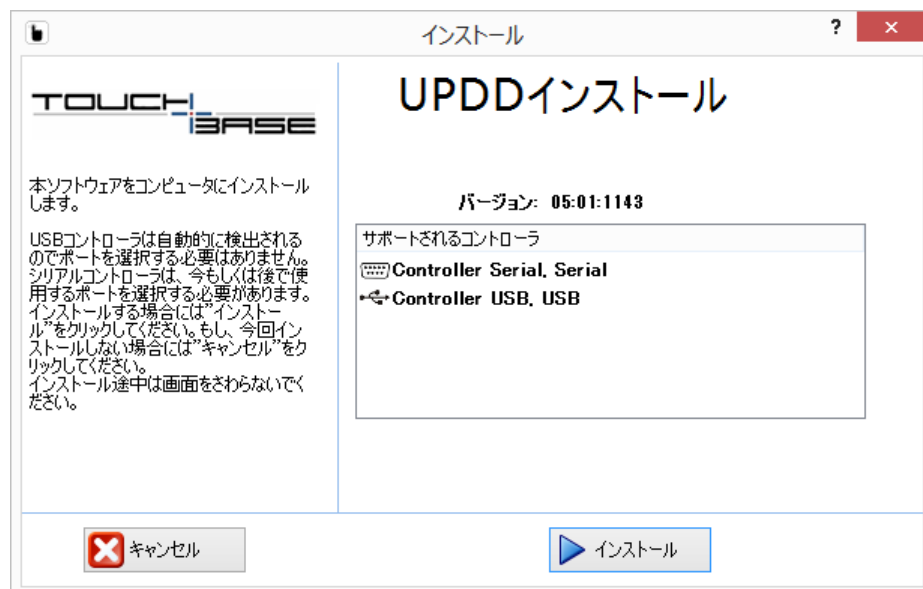 インストール
?
TOUCH
BASE
UPDDインストール
本ソフトウェアをコンピュータにインストール
します。
バージョン: 05:01:1143
USBコントローラは自動的に検出される
のでポートを選択する必要はありません。
シリアルコントローラは、今もしくは後で使
用するポートを選択する必要があります。
インストールする場合には"インストー
ル"をクリックしてください。もし、今回イン
ストールしない場合には"キャンセル"をク
リックしてください。
インストール途中は画面をさわらないでく
ださい。
サポートされるコントローラ
Controller Serial, Serial
Controller USB, USB
キャンセル
インストール